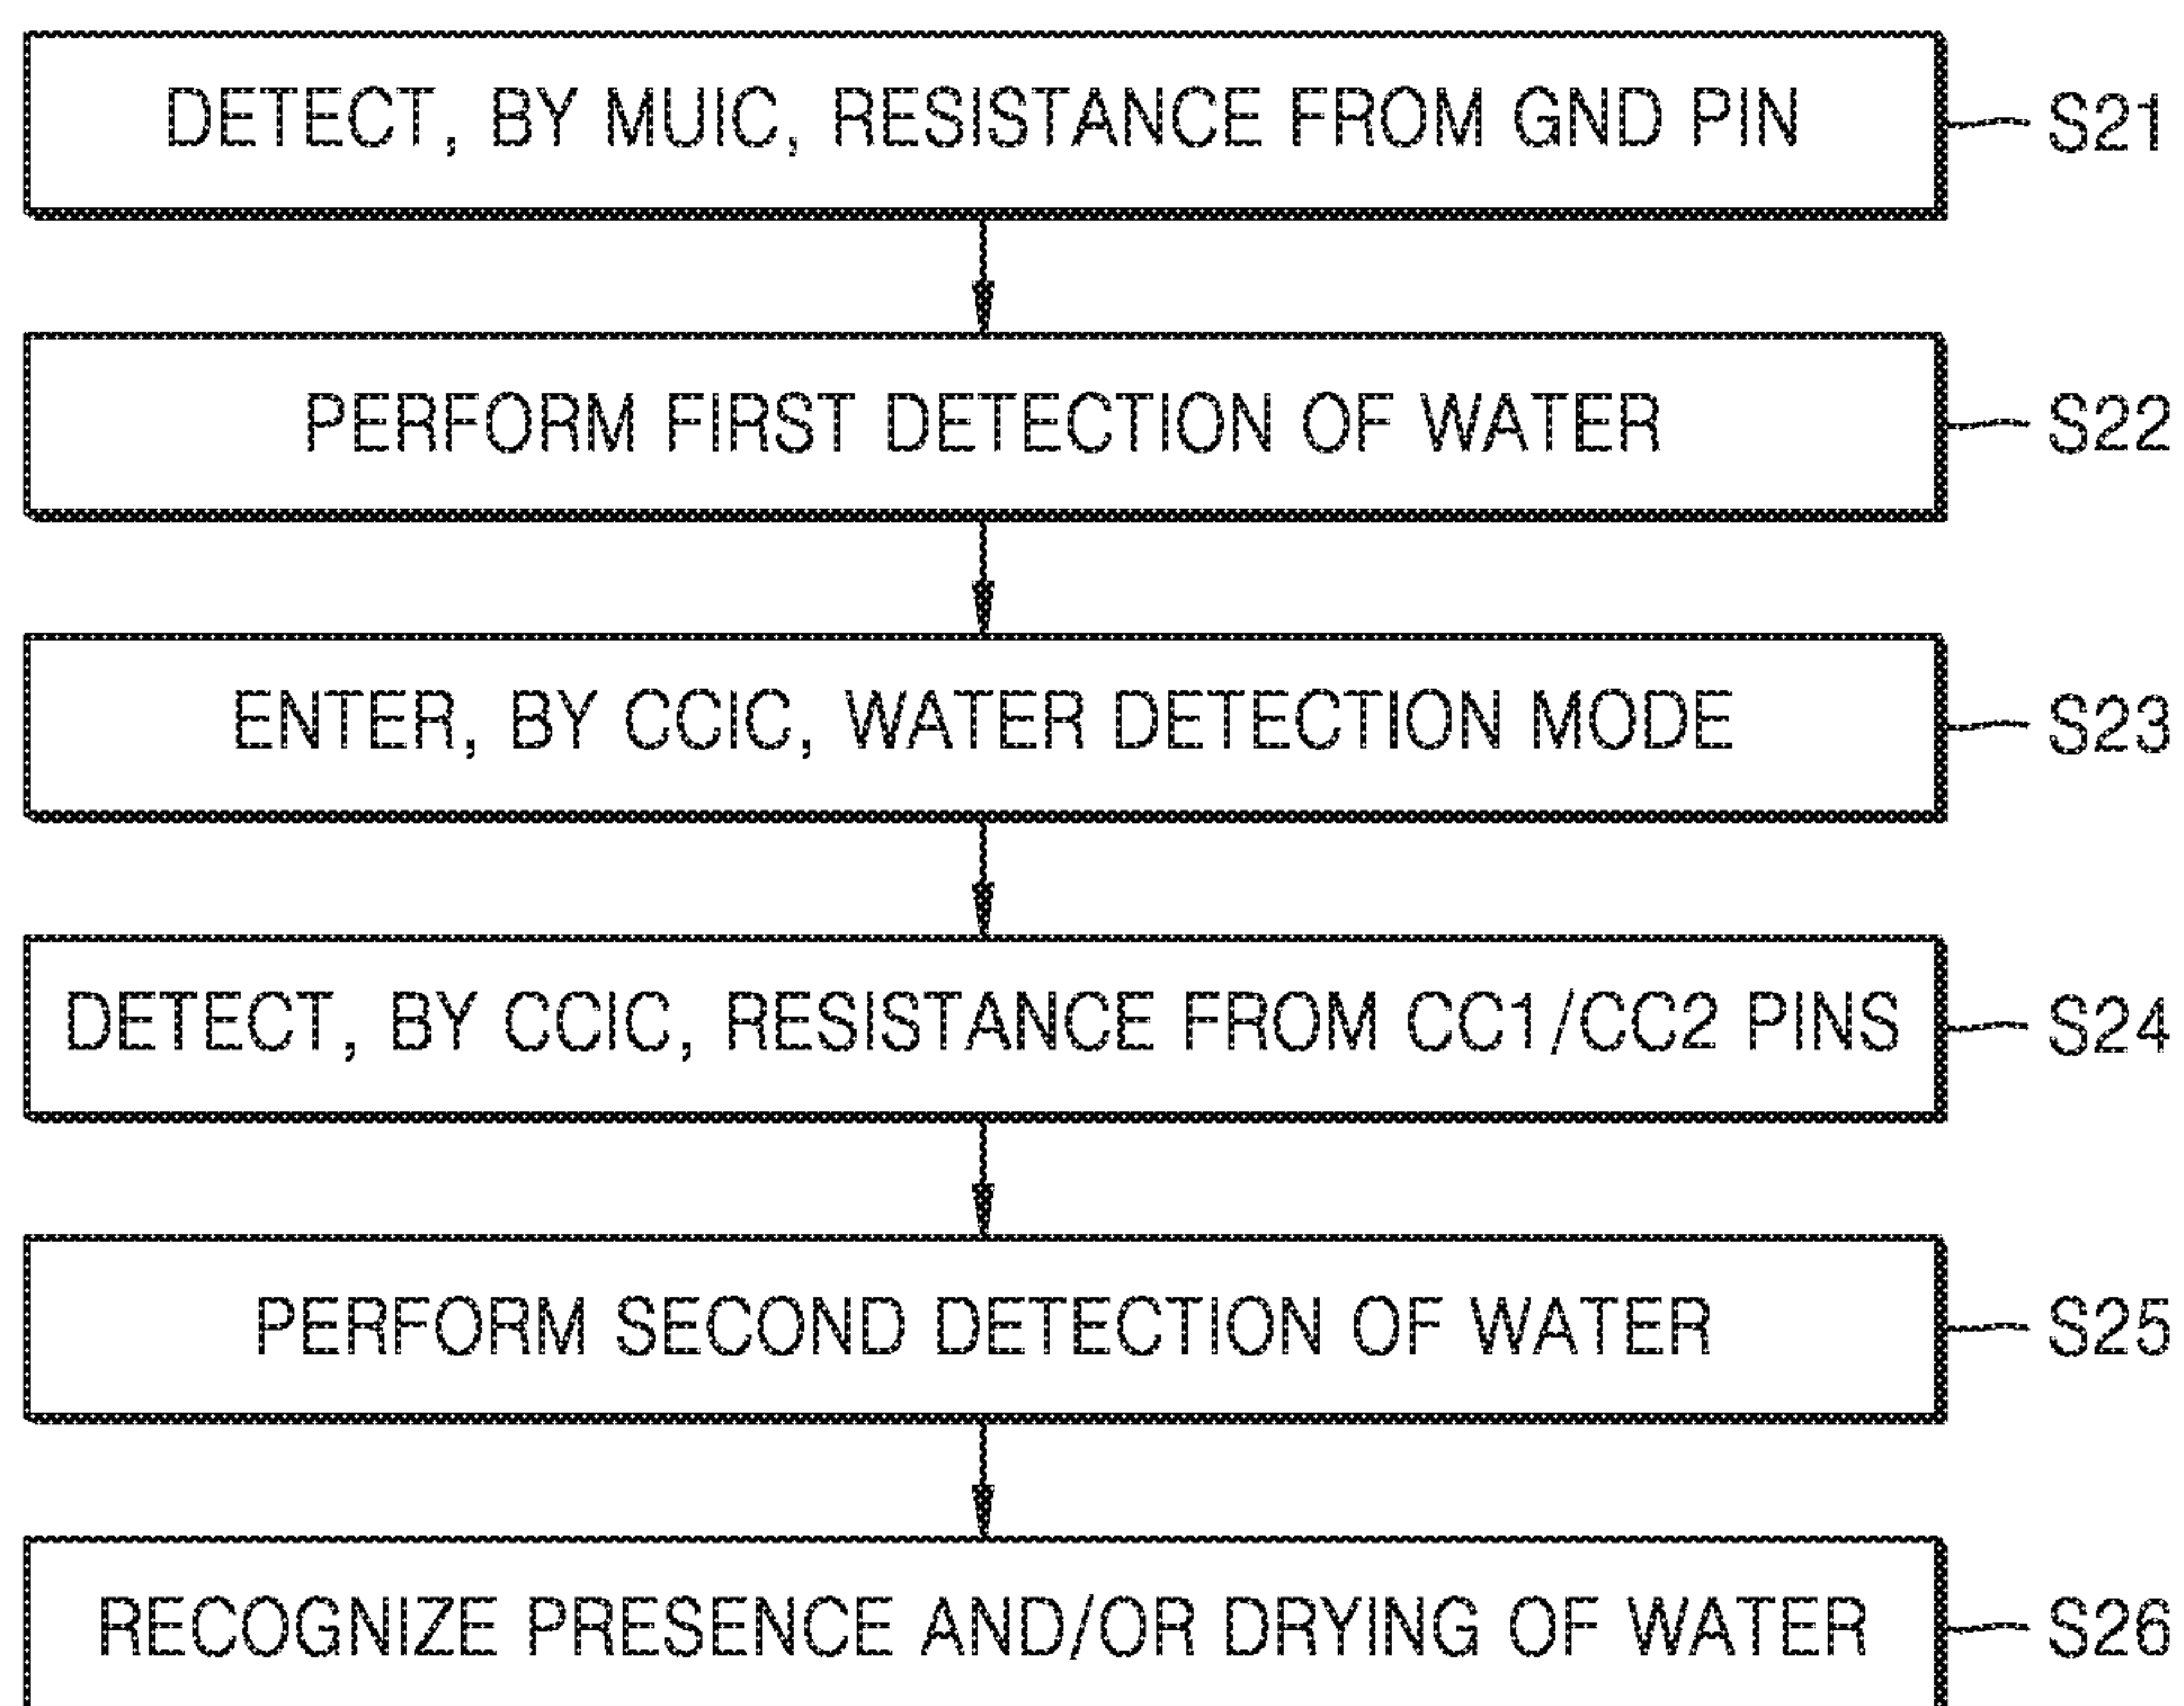 DETECT, BY MUIC, RESISTANCE FROM GND PIN
S21
PERFORM FIRST DETECTION OF WATER
S22
ENTER, BY CCIC, WATER DETECTION MODE
S23
DETECT, BY CCIC, RESISTANCE FROM CC1/CC2 PINS
S24
PERFORM SECOND DETECTION OF WATER
S25
RECOGNIZE PRESENCE AND/OR DRYING OF WATER
S26